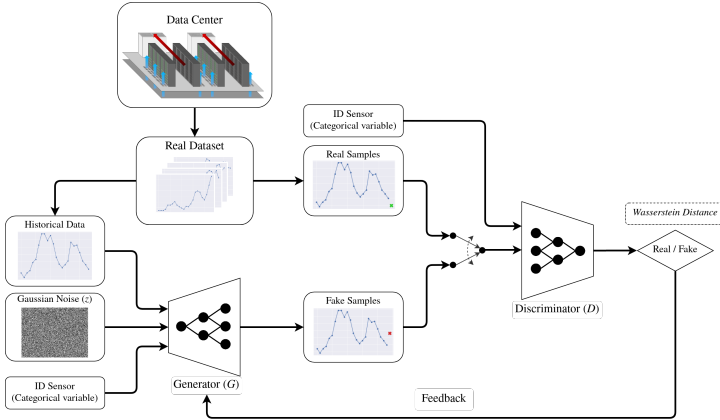 Data Center
ID Sensor
(Categorical variable)
Real Dataset
Real Samples
Wasserstein Distance
Historical Data
Real / Fake
Gaussian Noise (z)
Fake Samples
Discriminator (D)
ID Sensor
(Categorical variable)
Generator (G)
Feedback